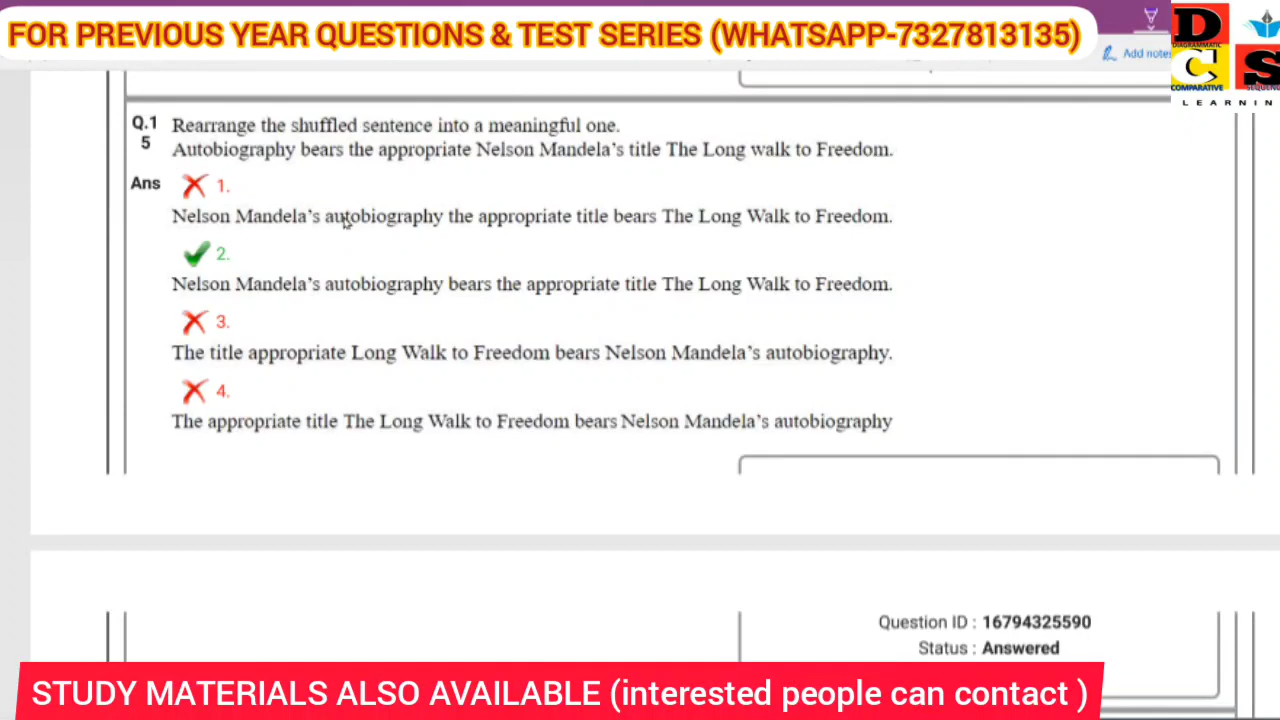 FOR PREVIOUS YEAR QUESTIONS & TEST SERIES (WHATSAPP-7327813135)
Add note
D
DIAGRAMMATIC
C S
COMPARATIVE SEQUENC
LEARNIN
Q.1 Rearrange the shuffled sentence into a meaningful one.
5 Autobiography bears the appropriate Nelson Mandela's title The Long walk to Freedom.
Ans 1.
Nelson Mandela's autobiography the appropriate title bears The Long Walk to Freedom.
2.
Nelson Mandela's autobiography bears the appropriate title The Long Walk to Freedom.
3.
The title appropriate Long Walk to Freedom bears Nelson Mandela's autobiography.
4.
The appropriate title The Long Walk to Freedom bears Nelson Mandela's autobiography
Question ID : 16794325590
Status : Answered
STUDY MATERIALS ALSO AVAILABLE (interested people can contact )